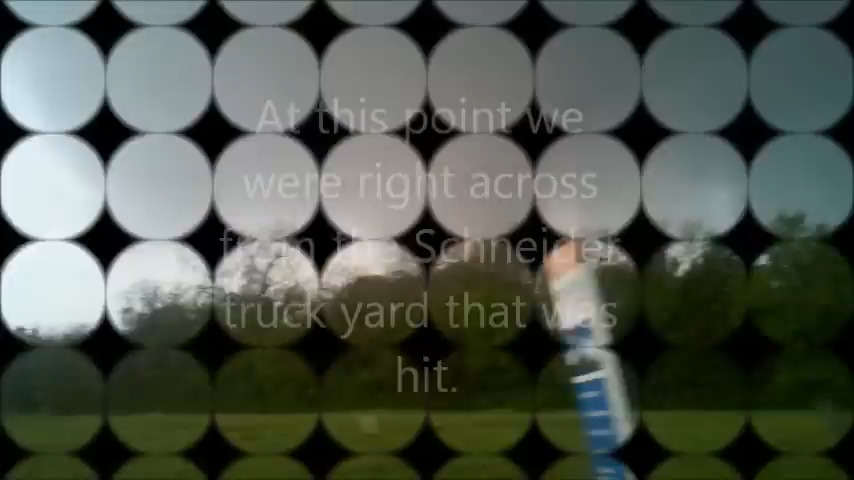 At this point we
were right across
from the Schneider
truck yard that was
hit.